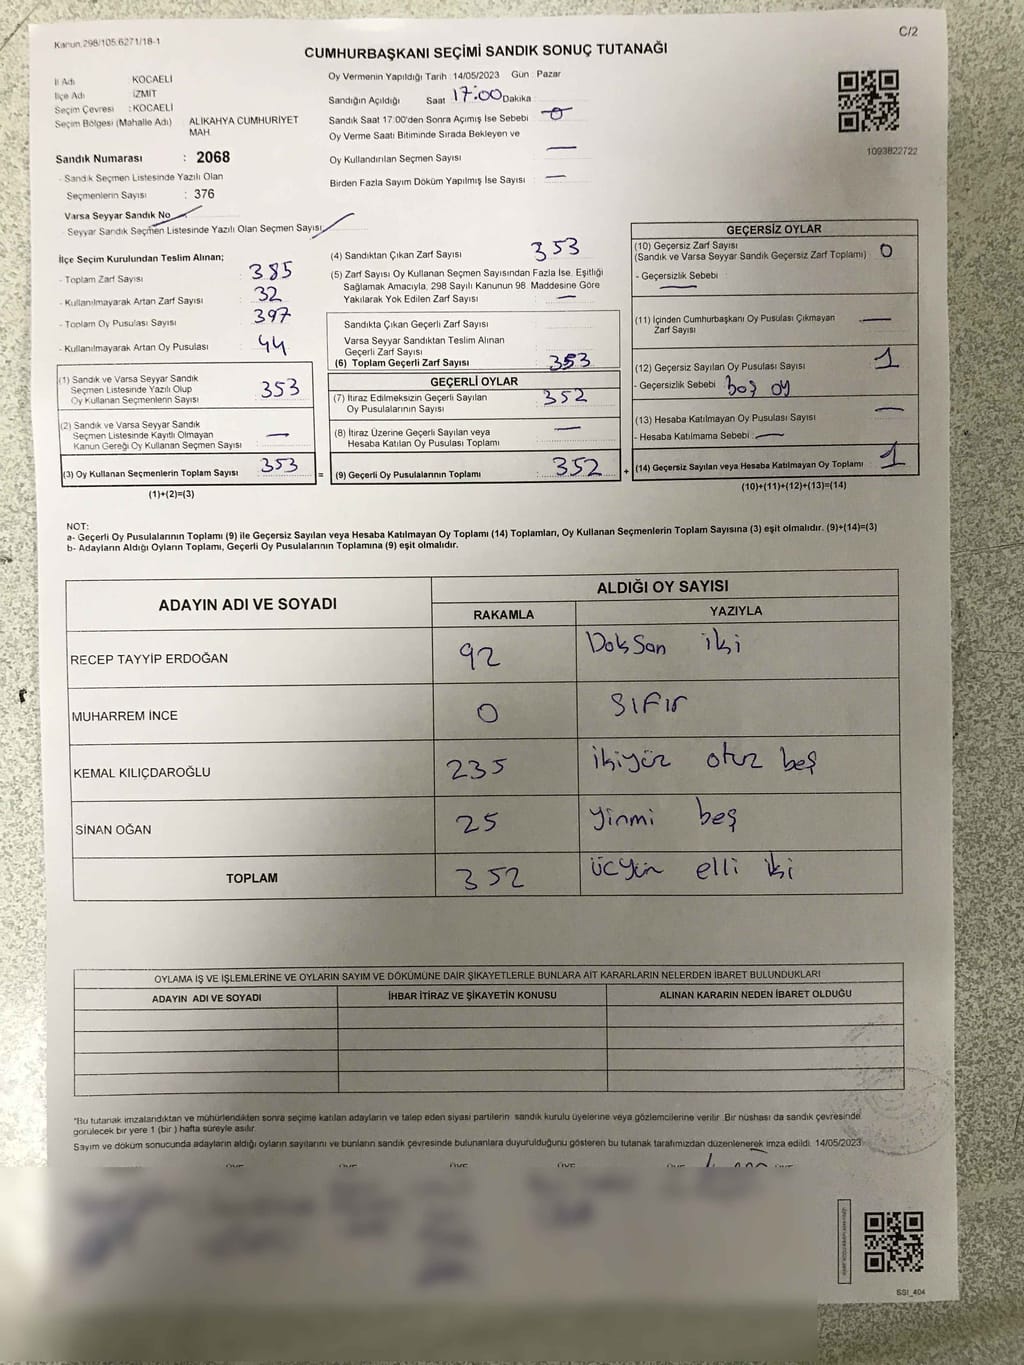 Kanun.298/105.6271/18-1
C/2
CUMHURBAŞKANI SEÇİMİ SANDIK SONUÇ TUTANAĞI
İl Adı KOCAELİ
İlçe Adı İZMİT
Seçim Çevresi : KOCAELİ
Seçim Bölgesi (Mahalle Adı) ALİKAHYA CUMHURİYET MAH.
Sandık Numarası : 2068
- Sandık Seçmen Listesinde Yazılı Olan
Seçmenlerin Sayısı : 376
Varsa Seyyar Sandık No
- Seyyar Sandık Seçmen Listesinde Yazılı Olan Seçmen Sayısı
Oy Vermenin Yapıldığı Tarih : 14/05/2023 Gün : Pazar
Sandığın Açıldığı Saat 17:00 Dakika
Sandık Saat 17:00'den Sonra Açımış İse Sebebi
Oy Verme Saati Bitiminde Sırada Bekleyen ve
Oy Kullandırılan Seçmen Sayısı —
Birden Fazla Sayım Döküm Yapılmış İse Sayısı —
1093822722
İlçe Seçim Kurulundan Teslim Alınan;
- Toplam Zarf Sayısı 385
- Kullanılmayarak Artan Zarf Sayısı 32
- Toplam Oy Pusulası Sayısı 397
- Kullanılmayarak Artan Oy Pusulası 44
(1) Sandık ve Varsa Seyyar Sandık
Seçmen Listesinde Yazılı Olup
Oy Kullanan Seçmenlerin Sayısı 353
(2) Sandık ve Varsa Seyyar Sandık
Seçmen Listesinde Kayıtlı Olmayan
Kanun Gereği Oy Kullanan Seçmen Sayısı —
(3) Oy Kullanan Seçmenlerin Toplam Sayısı 353
(1)+(2)=(3)
(4) Sandıktan Çıkan Zarf Sayısı 353
(5) Zarf Sayısı Oy Kullanan Seçmen Sayısından Fazla İse, Eşitliği
Sağlamak Amacıyla, 298 Sayılı Kanunun 98. Maddesine Göre
Yakılarak Yok Edilen Zarf Sayısı —
Sandıkta Çıkan Geçerli Zarf Sayısı
Varsa Seyyar Sandıktan Teslim Alınan
Geçerli Zarf Sayısı
(6) Toplam Geçerli Zarf Sayısı 353
GEÇERLİ OYLAR
(7) İtiraz Edilmeksizin Geçerli Sayılan
Oy Pusulalarının Sayısı 352
(8) İtiraz Üzerine Geçerli Sayılan veya
Hesaba Katılan Oy Pusulası Toplamı —
= (9) Geçerli Oy Pusulalarının Toplamı 352 +
GEÇERSİZ OYLAR
(10) Geçersiz Zarf Sayısı
(Sandık ve Varsa Seyyar Sandık Geçersiz Zarf Toplamı) 0
- Geçersizlik Sebebi : —
(11) İçinden Cumhurbaşkanı Oy Pusulası Çıkmayan
Zarf Sayısı —
(12) Geçersiz Sayılan Oy Pusulası Sayısı 1
- Geçersizlik Sebebi : boş oy
(13) Hesaba Katılmayan Oy Pusulası Sayısı —
- Hesaba Katılmama Sebebi : —
(14) Geçersiz Sayılan veya Hesaba Katılmayan Oy Toplamı 1
(10)+(11)+(12)+(13)=(14)
NOT:
a- Geçerli Oy Pusulalarının Toplamı (9) ile Geçersiz Sayılan veya Hesaba Katılmayan Oy Toplamı (14) Toplamları, Oy Kullanan Seçmenlerin Toplam Sayısına (3) eşit olmalıdır. (9)+(14)=(3)
b- Adayların Aldığı Oyların Toplamı, Geçerli Oy Pusulalarının Toplamına (9) eşit olmalıdır.
ADAYIN ADI VE SOYADI ALDIĞI OY SAYISI
RAKAMLA YAZIYLA
RECEP TAYYİP ERDOĞAN 92 Doksan iki
MUHARREM İNCE 0 Sıfır
KEMAL KILIÇDAROĞLU 235 ikiyüz otuz beş
SİNAN OĞAN 25 Yirmi beş
TOPLAM 352 üçyüz elli iki
OYLAMA İŞ VE İŞLEMLERİNE VE OYLARIN SAYIM VE DÖKÜMÜNE DAİR ŞİKAYETLERLE BUNLARA AİT KARARLARIN NELERDEN İBARET BULUNDUKLARI
ADAYIN ADI VE SOYADI İHBAR İTİRAZ VE ŞİKAYETİN KONUSU ALINAN KARARIN NEDEN İBARET OLDUĞU
*Bu tutanak imzalandıktan ve mühürlendikten sonra seçime katılan adayların ve talep eden siyasi partilerin sandık kurulu üyelerine veya gözlemcilerine verilir. Bir nüshası da sandık çevresinde
görülecek bir yere 1 (bir ) hafta süreyle asılır.
Sayım ve döküm sonucunda adayların aldığı oyların sayılarını ve bunların sandık çevresinde bulunanlara duyurulduğunu gösteren bu tutanak tarafımızdan düzenlenerek imza edildi. 14/05/2023
SSI_404